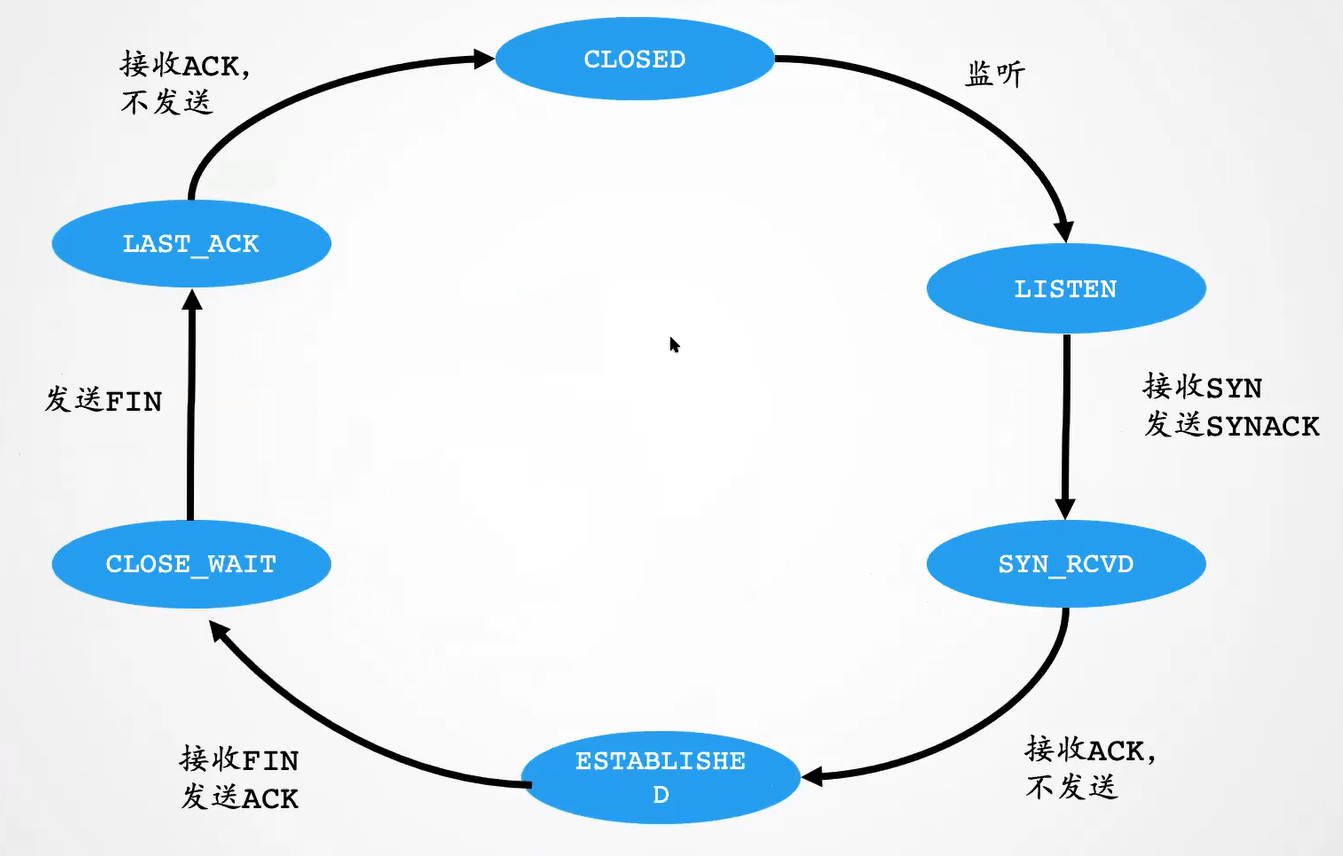 CLOSED
接收ACK,
不发送
监听
LAST_ACK
LISTEN
发送FIN
接收SYN
发送SYNACK
CLOSE_WAIT
SYN_RCVD
接收FIN
发送ACK
ESTABLISHE
D
接收ACK,
不发送